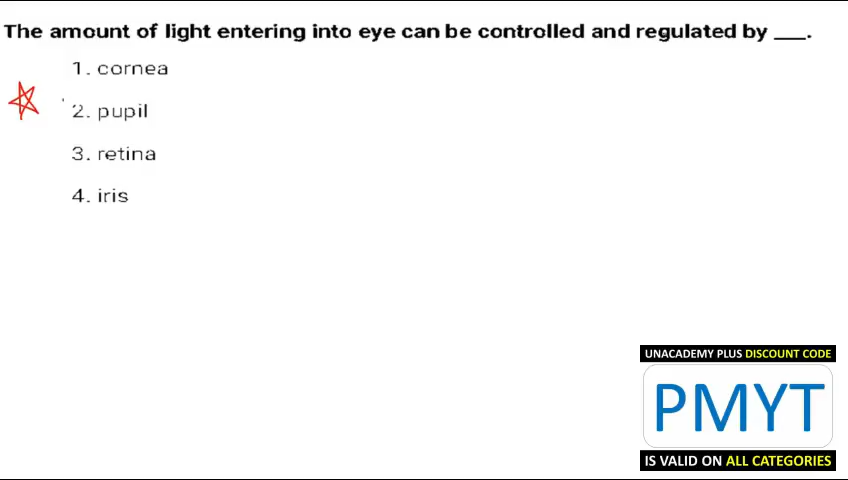 The amount of light entering into eye can be controlled and regulated by ___.
1. cornea
2. pupil
3. retina
4. iris
UNACADEMY PLUS DISCOUNT CODE
PMYT
IS VALID ON ALL CATEGORIES